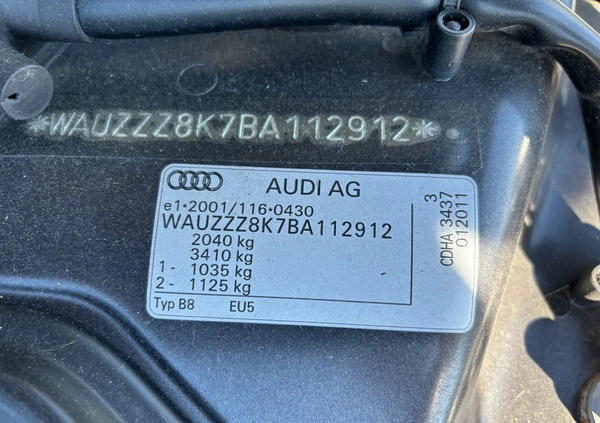 *WAUZZZ8K7BA112912*
AUDI AG
e1*2001/116*0430
WAUZZZ8K7BA112912
2040 kg
3410 kg
1- 1035 kg
2- 1125 kg
Typ B8 EU5
CDHA 3437 3
012011